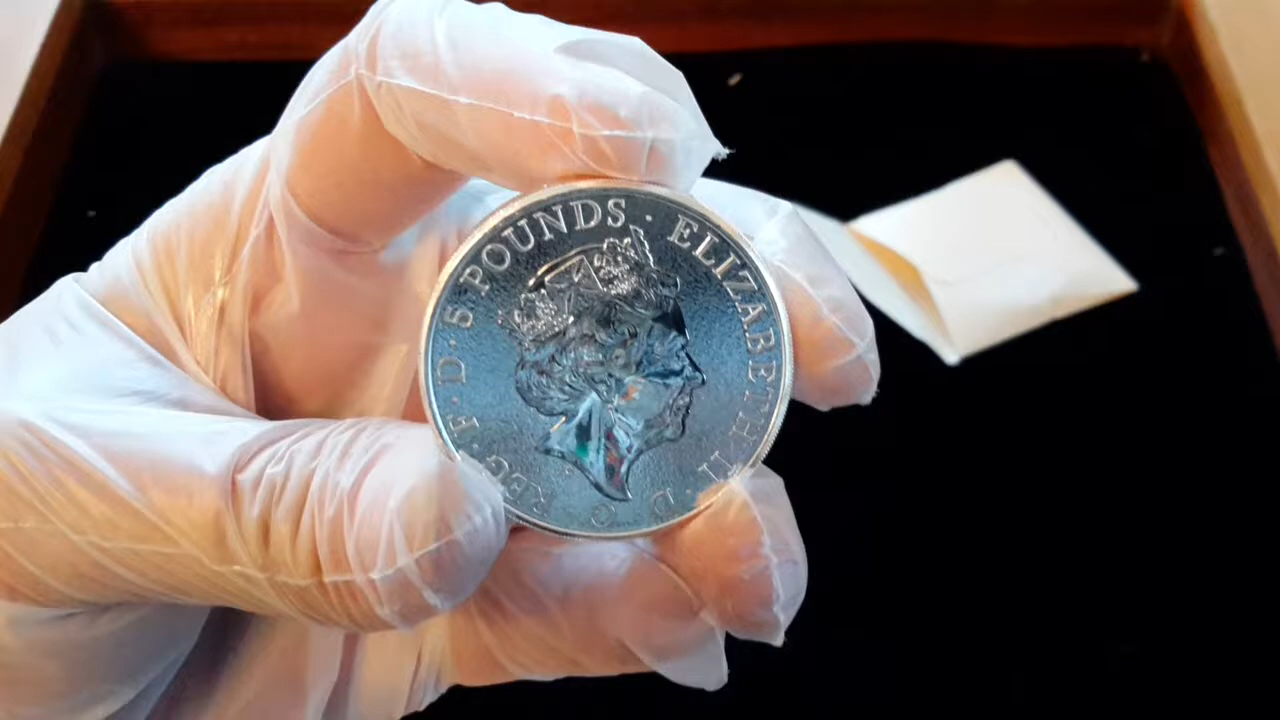 ELIZABETH II · D · G · REG · F · D · 5 POUNDS ·